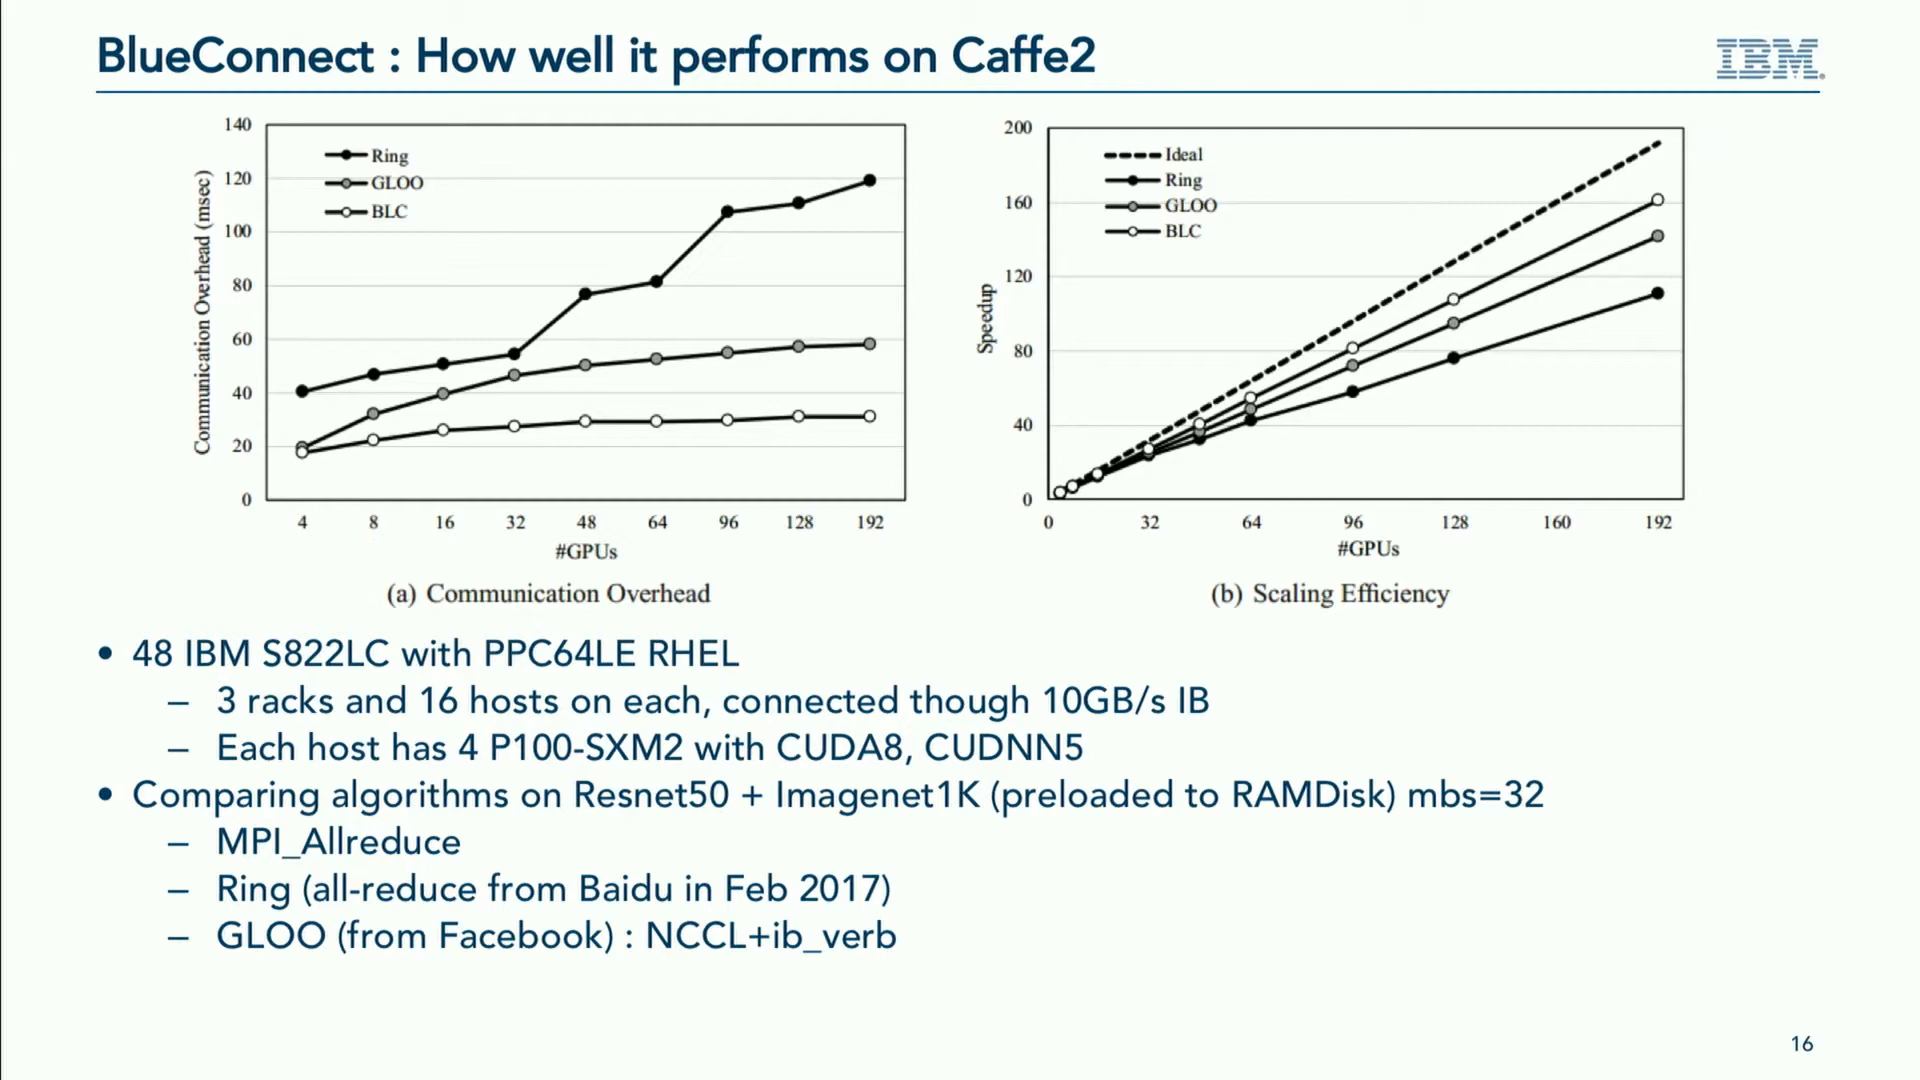 BlueConnect : How well it performs on Caffe2
IBM
140
120
100
80
60
40
20
0
Communication Overhead (msec)
Ring
GLOO
BLC
4 8 16 32 48 64 96 128 192
#GPUs
(a) Communication Overhead
200
160
120
80
40
0
Speedup
Ideal
Ring
GLOO
BLC
0 32 64 96 128 160 192
#GPUs
(b) Scaling Efficiency
• 48 IBM S822LC with PPC64LE RHEL
– 3 racks and 16 hosts on each, connected though 10GB/s IB
– Each host has 4 P100-SXM2 with CUDA8, CUDNN5
• Comparing algorithms on Resnet50 + Imagenet1K (preloaded to RAMDisk) mbs=32
– MPI_Allreduce
– Ring (all-reduce from Baidu in Feb 2017)
– GLOO (from Facebook) : NCCL+ib_verb
16